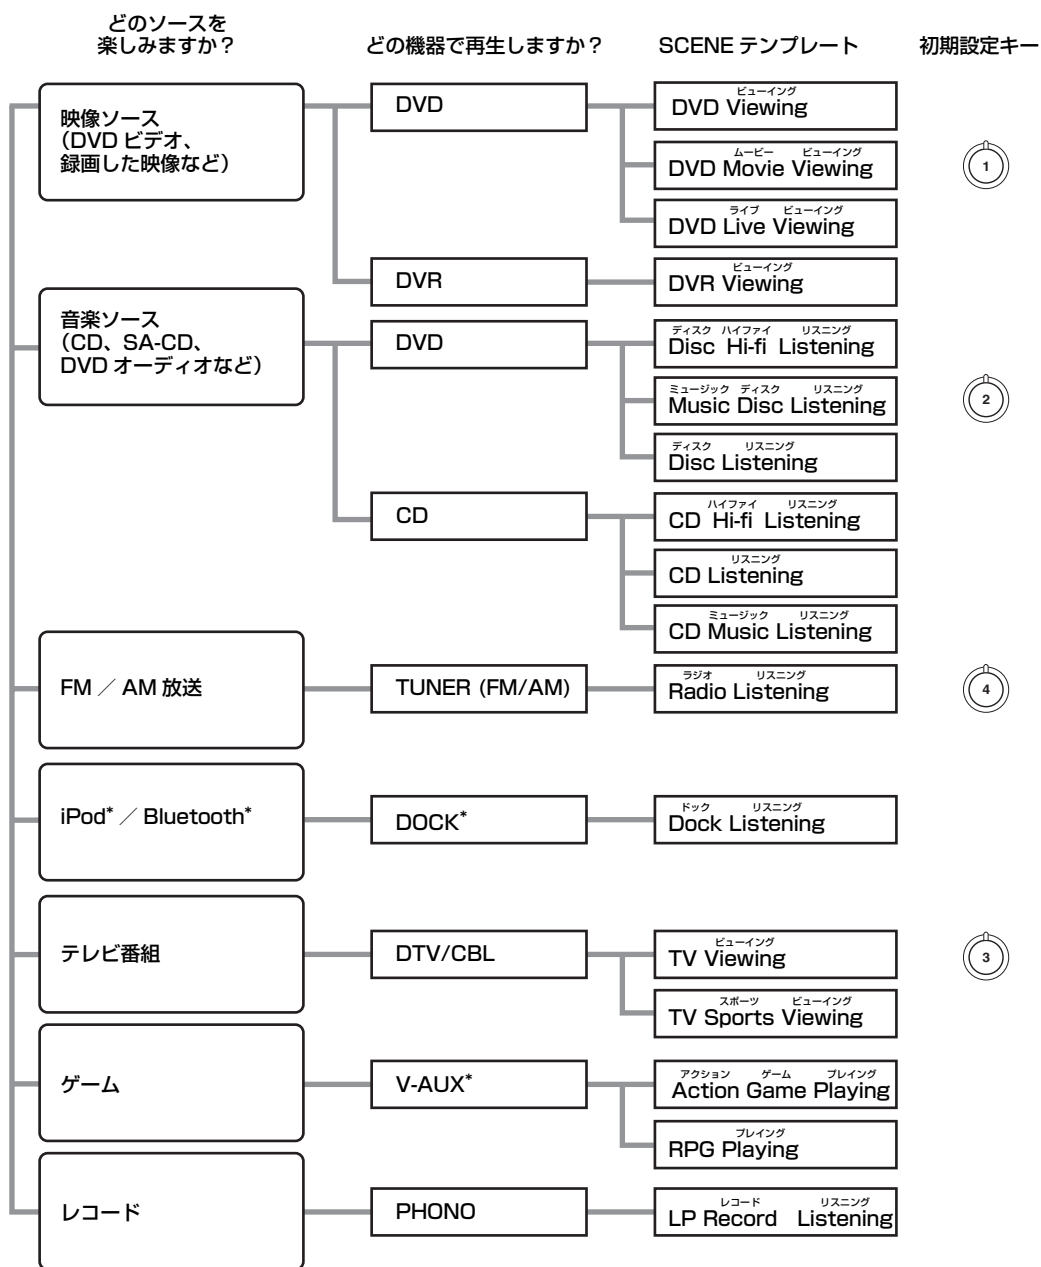 どのソースを
楽しみますか？
どの機器で再生しますか？
SCENE テンプレート
初期設定キー
映像ソース
（DVD ビデオ、
録画した映像など）
DVD
ビューイング
DVD Viewing
ムービー ビューイング
DVD Movie Viewing
1
ライブ ビューイング
DVD Live Viewing
DVR
ビューイング
DVR Viewing
音楽ソース
（CD、SA-CD、
DVD オーディオなど）
DVD
ディスク ハイファイ リスニング
Disc Hi-fi Listening
ミュージック ディスク リスニング
Music Disc Listening
2
ディスク リスニング
Disc Listening
CD
ハイファイ リスニング
CD Hi-fi Listening
リスニング
CD Listening
ミュージック リスニング
CD Music Listening
FM ／ AM 放送
TUNER (FM/AM)
ラジオ リスニング
Radio Listening
4
iPod* ／ Bluetooth*
DOCK*
ドック リスニング
Dock Listening
テレビ番組
DTV/CBL
ビューイング
TV Viewing
3
スポーツ ビューイング
TV Sports Viewing
ゲーム
V-AUX*
アクション ゲーム プレイング
Action Game Playing
プレイング
RPG Playing
レコード
PHONO
レコード リスニング
LP Record Listening